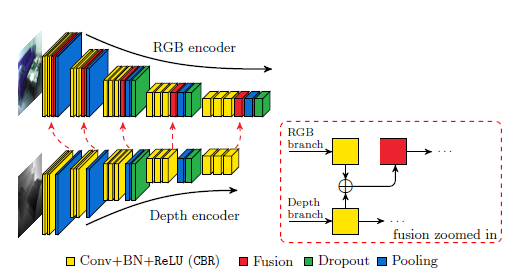 RGB encoder
RGB
branch
...
Depth
branch
...
Depth encoder
fusion zoomed in
Conv+BN+ReLU (CBR) Fusion Dropout Pooling